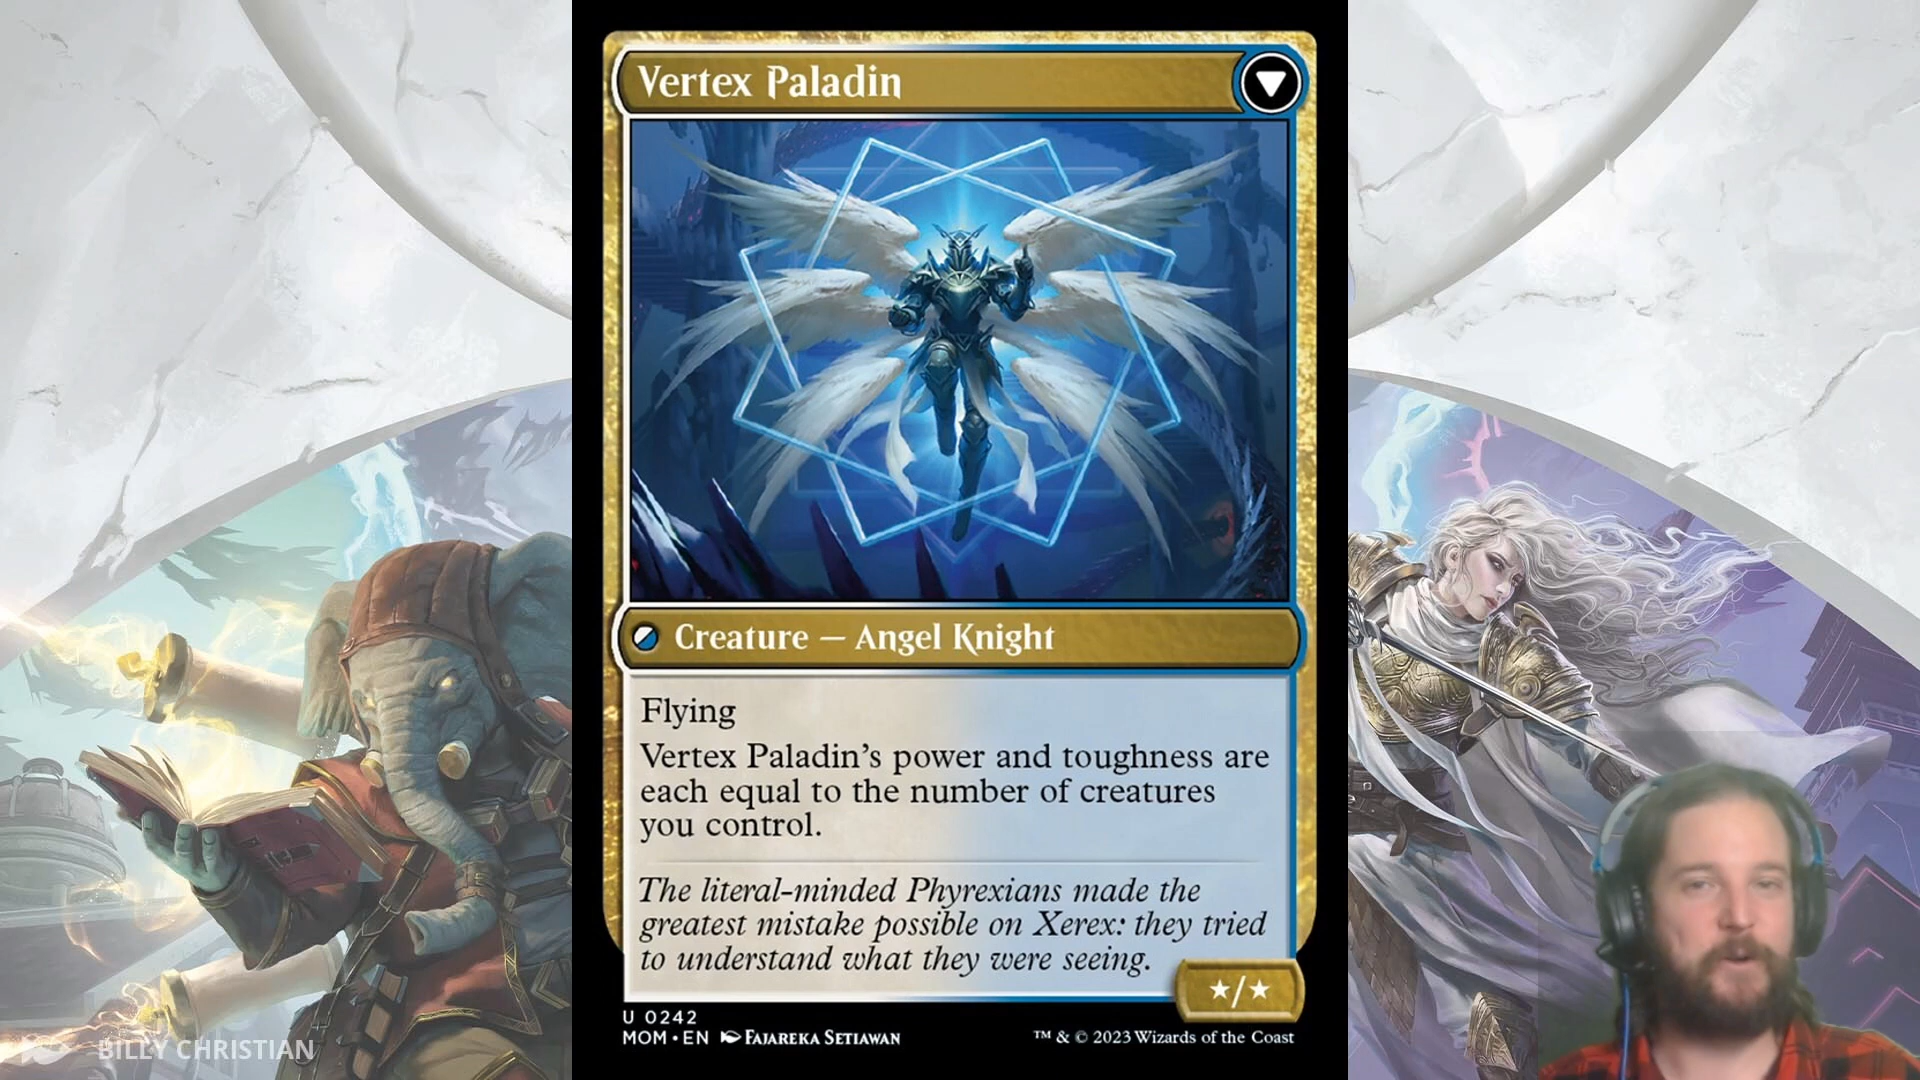 Vertex Paladin
Creature — Angel Knight
Flying
Vertex Paladin's power and toughness are
each equal to the number of creatures
you control.
The literal-minded Phyrexians made the
greatest mistake possible on Xerex: they tried
to understand what they were seeing.
★/★
U 0242
MOM • EN FAJAREKA SETIAWAN
™ & © 2023 Wizards of the Coast
BILLY CHRISTIAN